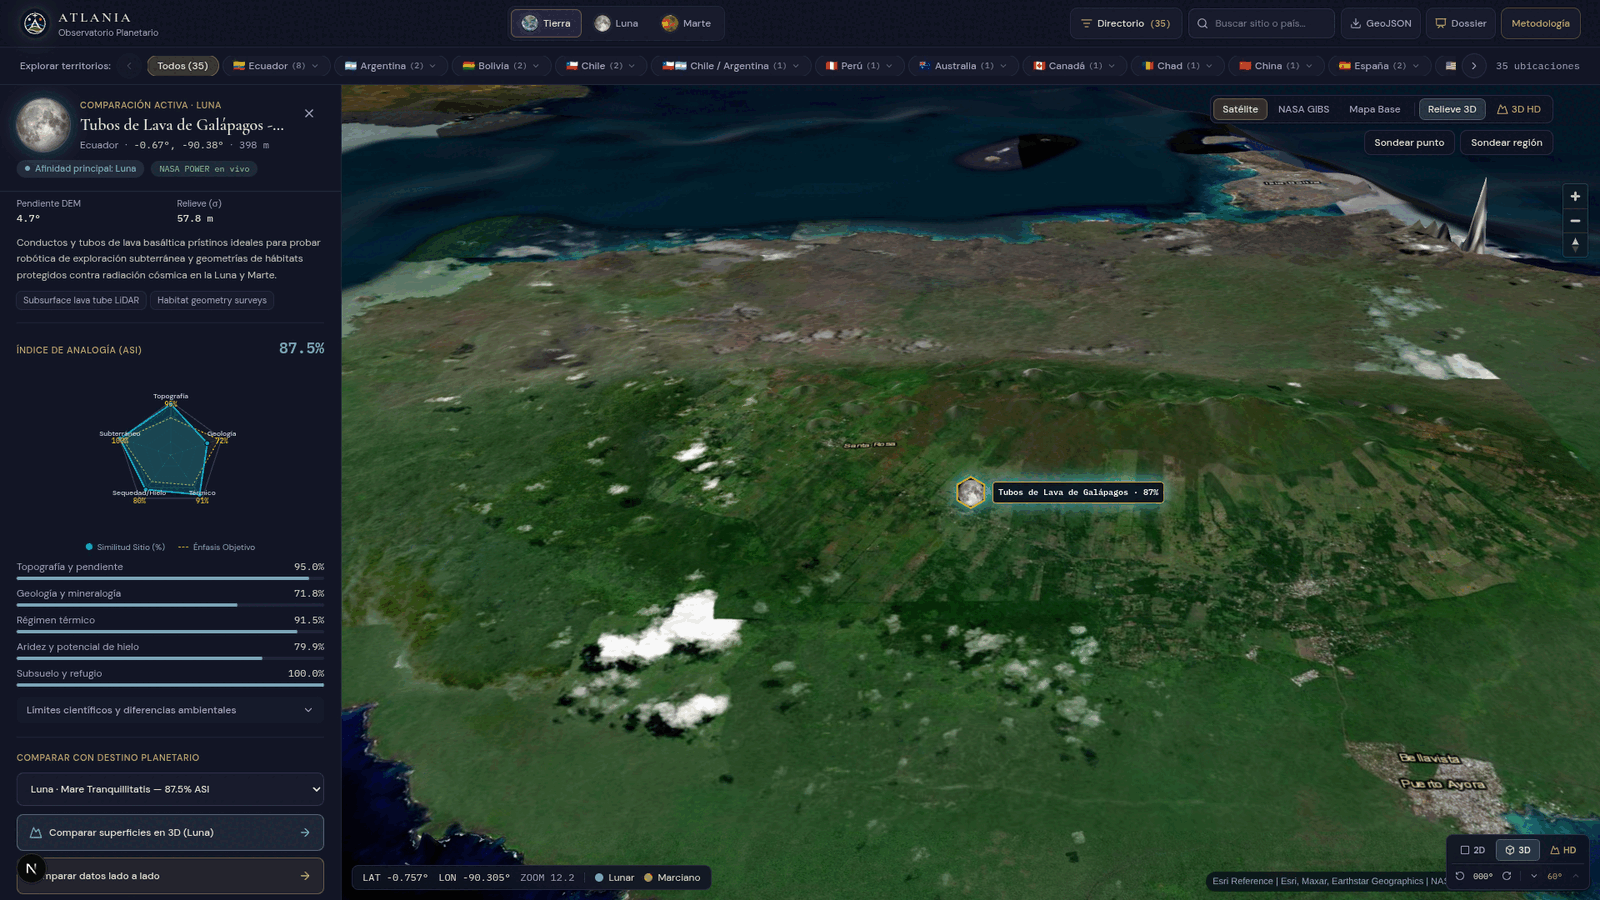 ATLANIA
Observatorio Planetario
Tierra
Luna
Marte
Directorio (35)
Buscar sitio o país...
GeoJSON
Dossier
Metodología
Explorar territorios:
Todos (35)
Ecuador (8)
Argentina (2)
Bolivia (2)
Chile (2)
Chile / Argentina (1)
Perú (1)
Australia (1)
Canadá (1)
Chad (1)
China (1)
España (2)
35 ubicaciones
COMPARACIÓN ACTIVA · LUNA
Tubos de Lava de Galápagos -...
Ecuador · -0.67°, -90.38° · 398 m
Afinidad principal: Luna
NASA POWER en vivo
Pendiente DEM
4.7°
Relieve (σ)
57.8 m
Conductos y tubos de lava basáltica prístinos ideales para probar
robótica de exploración subterránea y geometrías de hábitats
protegidos contra radiación cósmica en la Luna y Marte.
Subsurface lava tube LiDAR
Habitat geometry surveys
ÍNDICE DE ANALOGÍA (ASI)
87.5%
Topografía
Subterráneo
Geología
72%
Sequedad/Hielo
80%
Térmico
91%
Similitud Sitio (%)
Énfasis Objetivo
Topografía y pendiente
95.0%
Geología y mineralogía
71.8%
Régimen térmico
91.5%
Aridez y potencial de hielo
79.9%
Subsuelo y refugio
100.0%
Límites científicos y diferencias ambientales
COMPARAR CON DESTINO PLANETARIO
Luna · Mare Tranquillitatis — 87.5% ASI
Comparar superficies en 3D (Luna)
N
mparar datos lado a lado
Satélite
NASA GIBS
Mapa Base
Relieve 3D
3D HD
Sondear punto
Sondear región
Santa Rosa
Tubos de Lava de Galápagos · 87%
Bellavista
Puerto Ayora
LAT -0.757° LON -90.305° ZOOM 12.2
Lunar
Marciano
Esri Reference | Esri, Maxar, Earthstar Geographics | NAS
2D
3D
HD
000°
60°